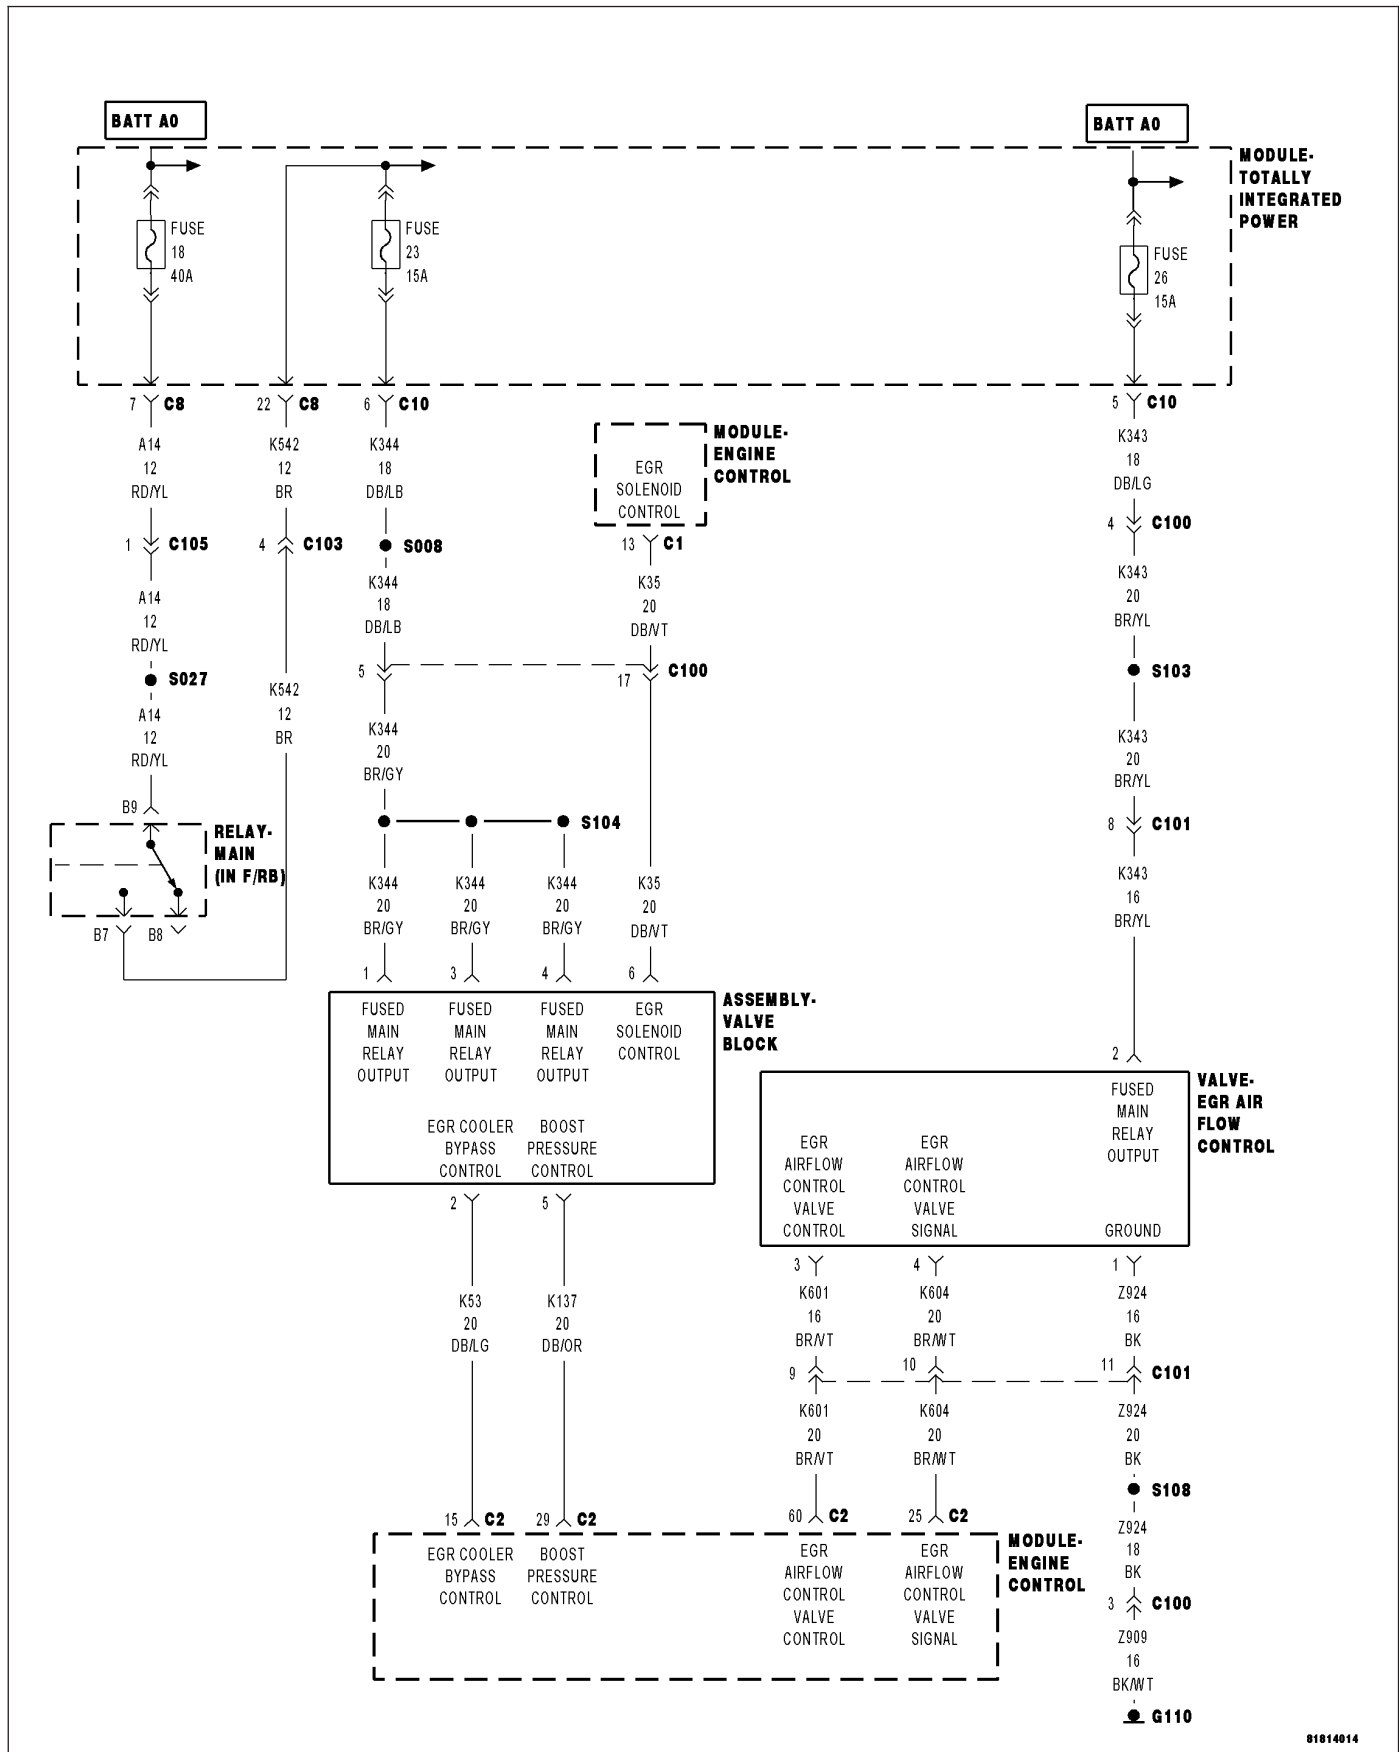 BATT A0
BATT A0
MODULE-
TOTALLY
INTEGRATED
POWER
FUSE
18
40A
FUSE
23
15A
FUSE
26
15A
7 C8
22 C8
6 C10
5 C10
A14
12
RD/YL
K542
12
BR
K344
18
DB/LB
MODULE-
ENGINE
CONTROL
EGR
SOLENOID
CONTROL
K343
18
DB/LG
1 C105
4 C103
S008
13 C1
4 C100
A14
12
RD/YL
K344
18
DB/LB
K35
20
DB/VT
K343
20
BR/YL
S027
5
17
C100
S103
A14
12
RD/YL
K542
12
BR
K344
20
BR/GY
K343
20
BR/YL
B9
RELAY-
MAIN
(IN F/RB)
B7
B8
S104
8 C101
K344
20
BR/GY
K344
20
BR/GY
K344
20
BR/GY
K35
20
DB/VT
K343
16
BR/YL
1
3
4
6
ASSEMBLY-
VALVE
BLOCK
FUSED
MAIN
RELAY
OUTPUT
FUSED
MAIN
RELAY
OUTPUT
FUSED
MAIN
RELAY
OUTPUT
EGR
SOLENOID
CONTROL
EGR COOLER
BYPASS
CONTROL
BOOST
PRESSURE
CONTROL
2
VALVE-
EGR AIR
FLOW
CONTROL
FUSED
MAIN
RELAY
OUTPUT
EGR
AIRFLOW
CONTROL
VALVE
CONTROL
EGR
AIRFLOW
CONTROL
VALVE
SIGNAL
GROUND
2
5
3
4
1
K53
20
DB/LG
K137
20
DB/OR
K601
16
BR/VT
K604
20
BR/WT
Z924
16
BK
9
10
11
C101
K601
20
BR/VT
K604
20
BR/WT
Z924
20
BK
S108
15 C2
29 C2
60 C2
25 C2
MODULE-
ENGINE
CONTROL
EGR COOLER
BYPASS
CONTROL
BOOST
PRESSURE
CONTROL
EGR
AIRFLOW
CONTROL
VALVE
CONTROL
EGR
AIRFLOW
CONTROL
VALVE
SIGNAL
Z924
18
BK
3 C100
Z909
16
BK/WT
G110
81814014